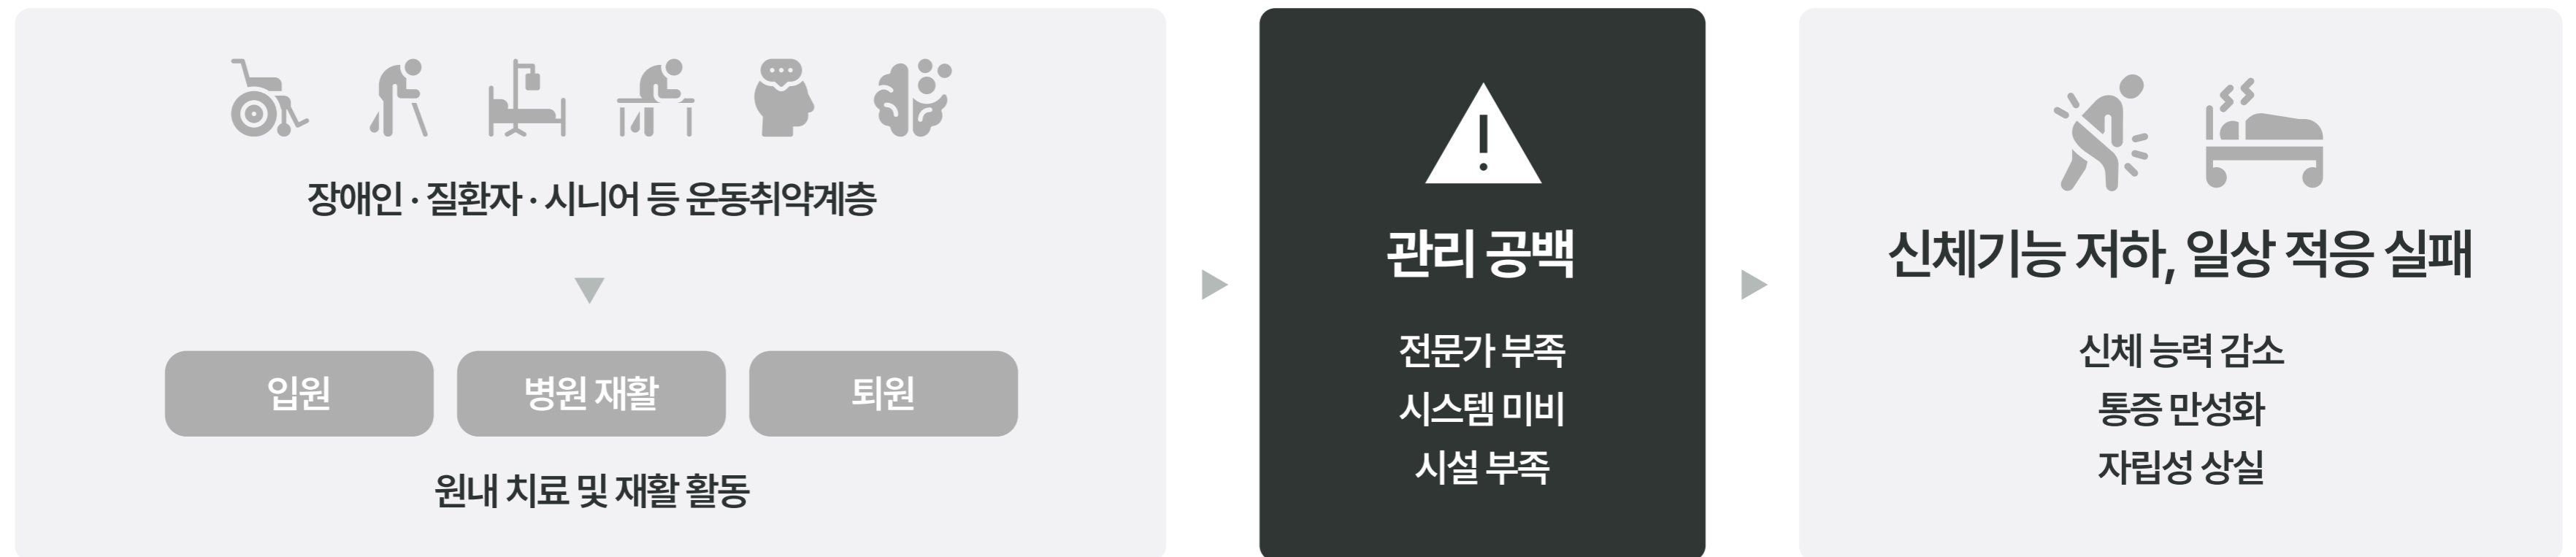 장애인 · 질환자 · 시니어 등 운동취약계층
입원
병원 재활
퇴원
원내 치료 및 재활 활동
관리 공백
전문가 부족
시스템 미비
시설 부족
신체기능 저하, 일상 적응 실패
신체 능력 감소
통증 만성화
자립성 상실